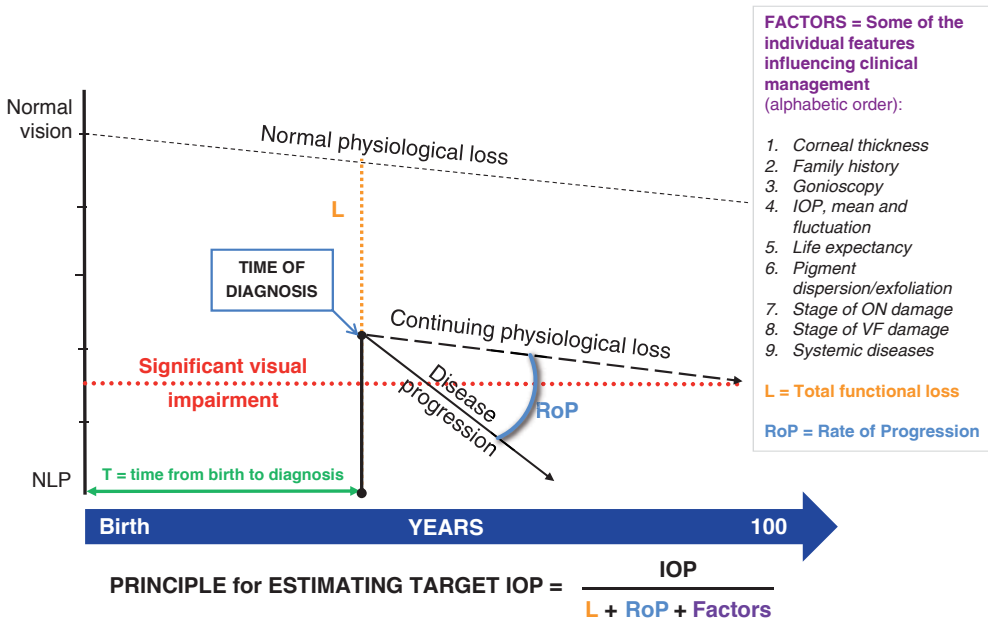 FACTORS = Some of the
individual features
influencing clinical
management
(alphabetic order):
1. Corneal thickness
2. Family history
3. Gonioscopy
4. IOP, mean and
fluctuation
5. Life expectancy
6. Pigment
dispersion/exfoliation
7. Stage of ON damage
8. Stage of VF damage
9. Systemic diseases
L = Total functional loss
RoP = Rate of Progression
Normal
vision
Normal physiological loss
L
TIME OF
DIAGNOSIS
Continuing physiological loss
Significant visual
impairment
Disease
progression
RoP
T = time from birth to diagnosis
NLP
Birth YEARS 100
PRINCIPLE for ESTIMATING TARGET IOP =
IOP
L + RoP + Factors